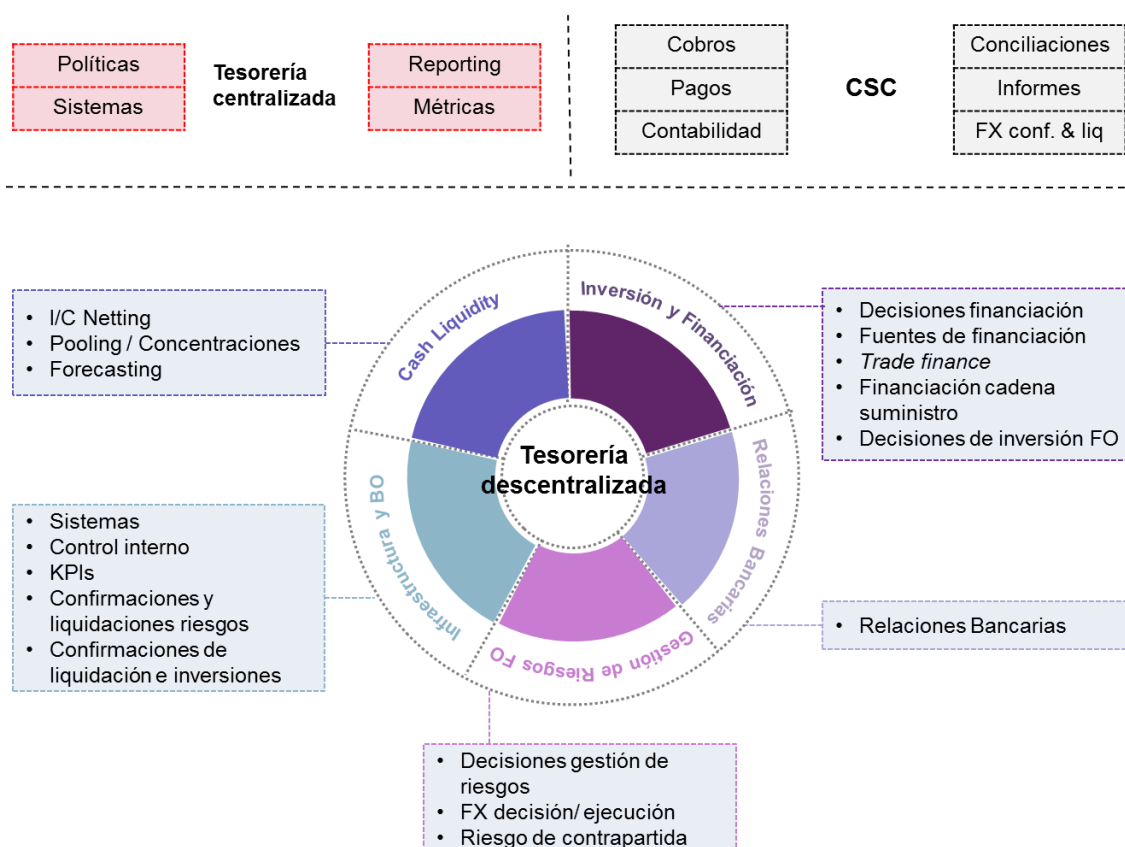 Políticas
Sistemas
Tesorería
centralizada
Reporting
Métricas
Cobros
Pagos
Contabilidad
CSC
Conciliaciones
Informes
FX conf. & liq
Cash Liquidity
Inversión y Financiación
Relaciones Bancarias
Gestión de Riesgos FO
Infraestructura y BO
Tesorería
descentralizada
• I/C Netting
• Pooling / Concentraciones
• Forecasting
• Decisiones financiación
• Fuentes de financiación
• Trade finance
• Financiación cadena
suministro
• Decisiones de inversión FO
• Sistemas
• Control interno
• KPIs
• Confirmaciones y
liquidaciones riesgos
• Confirmaciones de
liquidación e inversiones
• Relaciones Bancarias
• Decisiones gestión de
riesgos
• FX decisión/ ejecución
• Riesgo de contrapartida